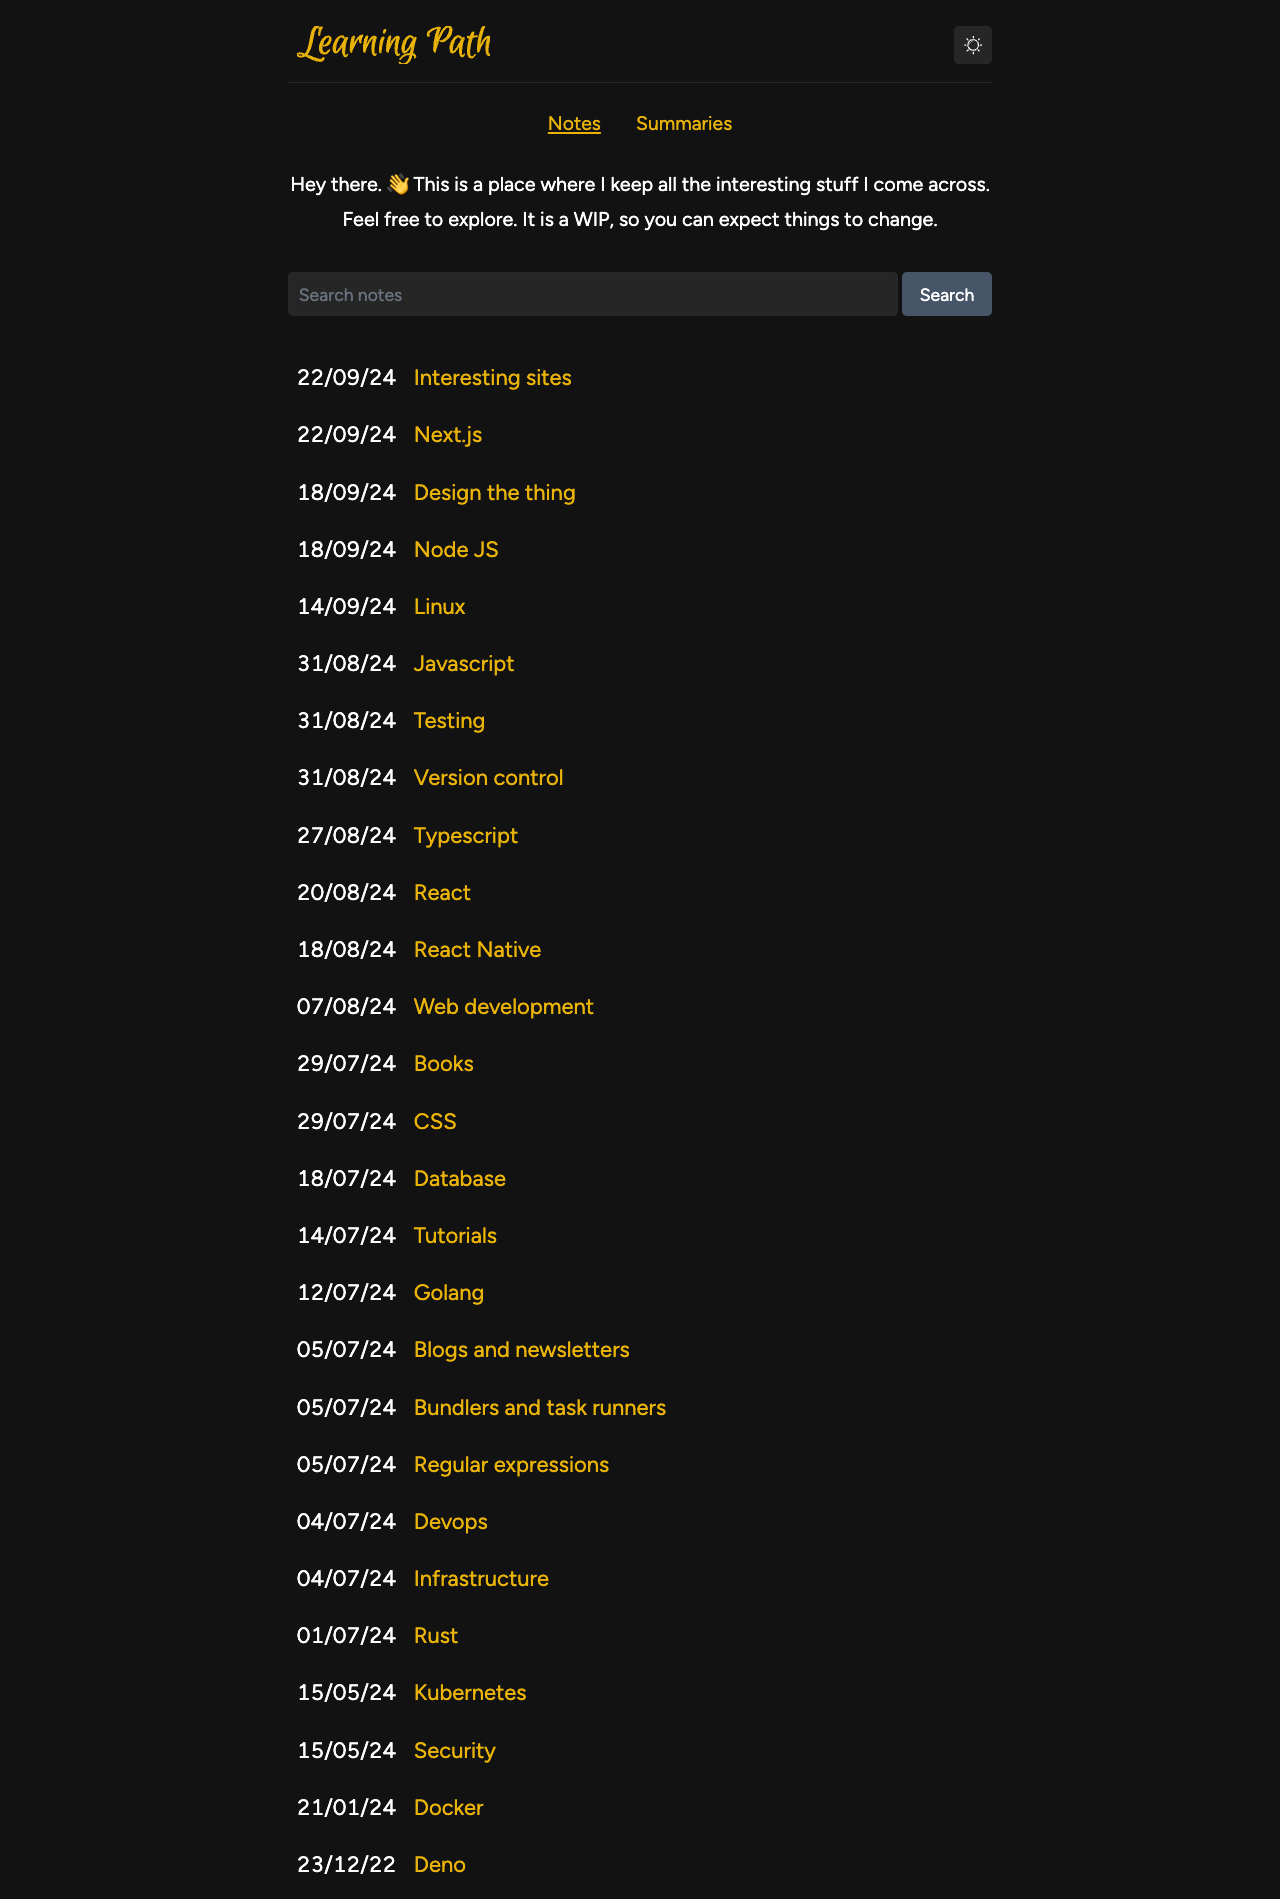 Learning Path
Notes Summaries
Hey there. 👋 This is a place where I keep all the interesting stuff I come across.
Feel free to explore. It is a WIP, so you can expect things to change.
Search notes Search
22/09/24 Interesting sites
22/09/24 Next.js
18/09/24 Design the thing
18/09/24 Node JS
14/09/24 Linux
31/08/24 Javascript
31/08/24 Testing
31/08/24 Version control
27/08/24 Typescript
20/08/24 React
18/08/24 React Native
07/08/24 Web development
29/07/24 Books
29/07/24 CSS
18/07/24 Database
14/07/24 Tutorials
12/07/24 Golang
05/07/24 Blogs and newsletters
05/07/24 Bundlers and task runners
05/07/24 Regular expressions
04/07/24 Devops
04/07/24 Infrastructure
01/07/24 Rust
15/05/24 Kubernetes
15/05/24 Security
21/01/24 Docker
23/12/22 Deno